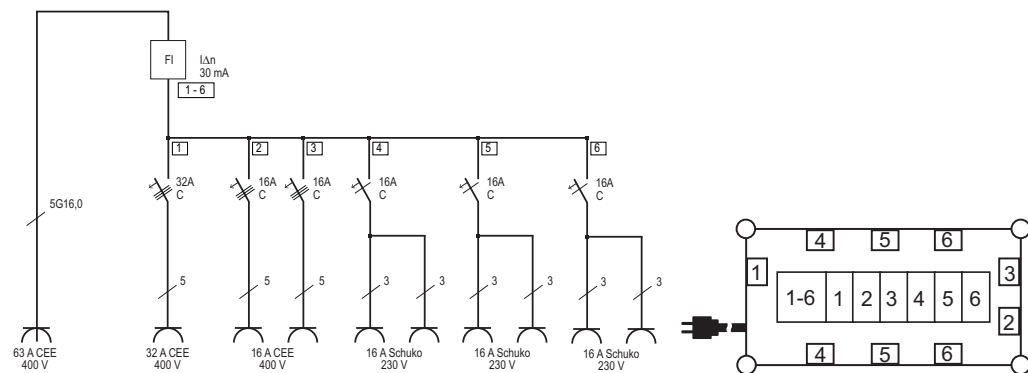 FI
IΔn
30 mA
1 - 6
1
2
3
4
5
6
32A
C
16A
C
16A
C
16A
C
16A
C
16A
C
5G16,0
5
5
5
3
3
3
3
3
3
63 A CEE
400 V
32 A CEE
400 V
16 A CEE
400 V
16 A Schuko
230 V
16 A Schuko
230 V
16 A Schuko
230 V
4
5
6
1
3
1-6
1
2
3
4
5
6
2
4
5
6